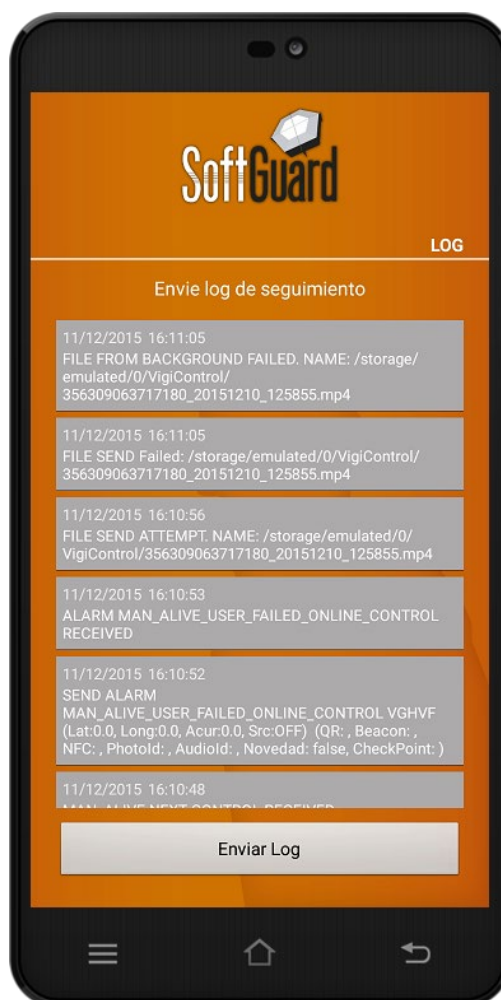 SoftGuard
LOG
Envie log de seguimiento
11/12/2015 16:11:05
FILE FROM BACKGROUND FAILED. NAME: /storage/
emulated/0/VigiControl/
356309063717180_20151210_125855.mp4
11/12/2015 16:11:05
FILE SEND Failed: /storage/emulated/0/VigiControl/
356309063717180_20151210_125855.mp4
11/12/2015 16:10:56
FILE SEND ATTEMPT. NAME: /storage/emulated/0/
VigiControl/356309063717180_20151210_125855.mp4
11/12/2015 16:10:53
ALARM MAN_ALIVE_USER_FAILED_ONLINE_CONTROL
RECEIVED
11/12/2015 16:10:52
SEND ALARM
MAN_ALIVE_USER_FAILED_ONLINE_CONTROL VGHVF
(Lat:0.0, Long:0.0, Acur:0.0, Src:OFF) (QR: , Beacon: ,
NFC: , PhotoId: , AudioId: , Novedad: false, CheckPoint: )
11/12/2015 16:10:48
MAN_ALIVE NEXT CONTROL RECEIVED
Enviar Log